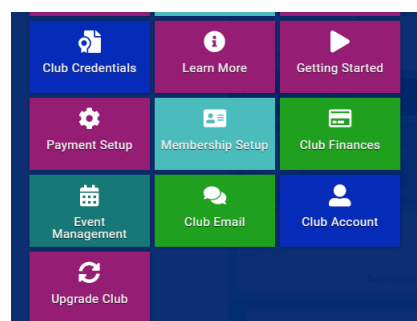 Club Credentials
Learn More
Getting Started
Payment Setup
Membership Setup
Club Finances
Event
Management
Club Email
Club Account
Upgrade Club